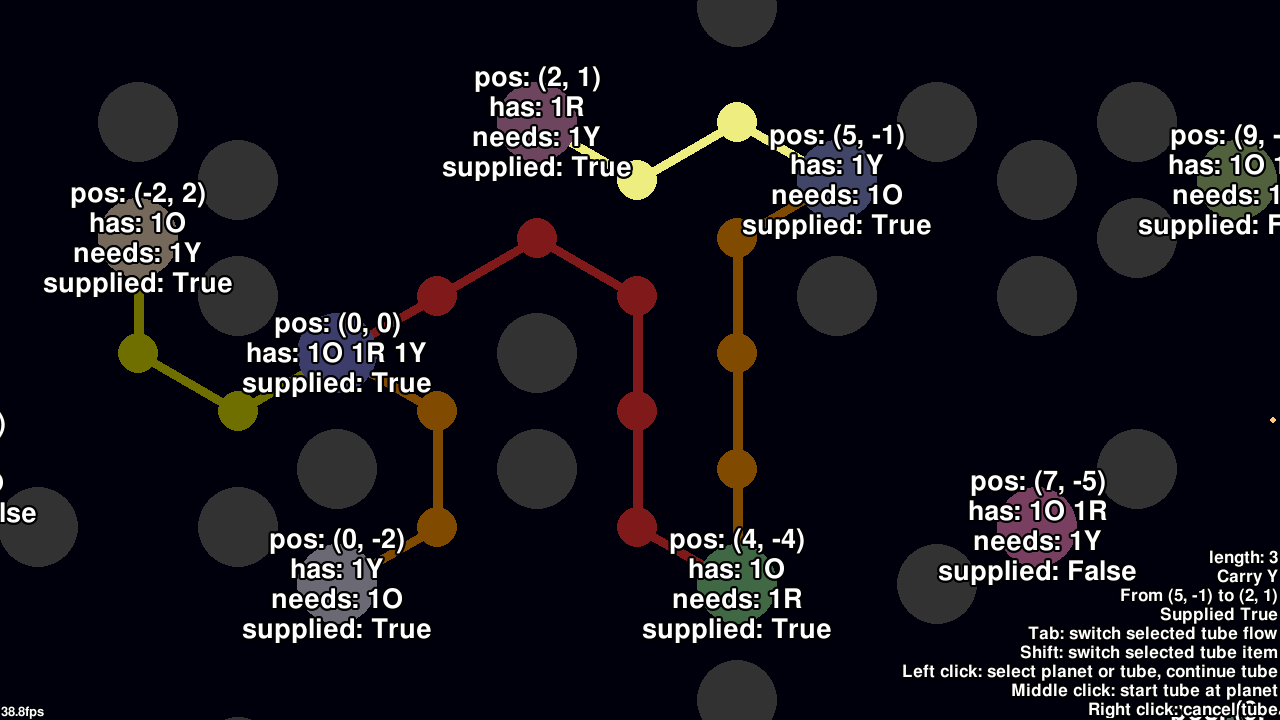 pos: (2, 1)
has: 1R
needs: 1Y
supplied: True
pos: (5, -1)
has: 1Y
needs: 1O
supplied: True
pos: (9, -
has: 1O 1
needs: 1
supplied: F
pos: (-2, 2)
has: 1O
needs: 1Y
supplied: True
pos: (0, 0)
has: 1O 1R 1Y
supplied: True
)
lse
pos: (0, -2)
has: 1Y
needs: 1O
supplied: True
pos: (4, -4)
has: 1O
needs: 1R
supplied: True
pos: (7, -5)
has: 1O 1R
needs: 1Y
supplied: False
length: 3
Carry Y
From (5, -1) to (2, 1)
Supplied True
Tab: switch selected tube flow
Shift: switch selected tube item
Left click: select planet or tube, continue tube
Middle click: start tube at planet
Right click: cancel tube
38.8fps